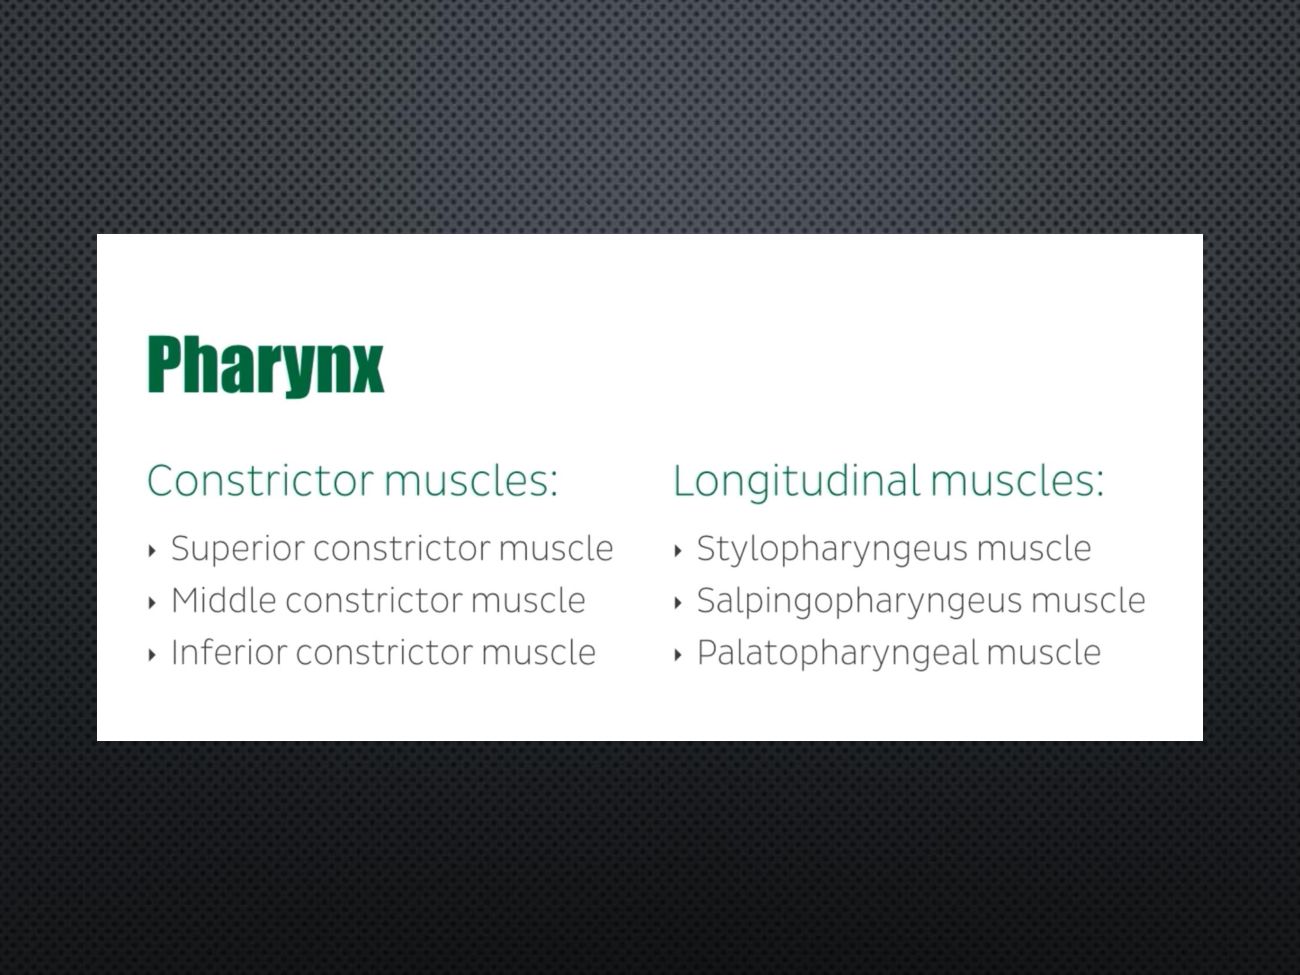 Pharynx
Constrictor muscles:
‣ Superior constrictor muscle
‣ Middle constrictor muscle
‣ Inferior constrictor muscle
Longitudinal muscles:
‣ Stylopharyngeus muscle
‣ Salpingopharyngeus muscle
‣ Palatopharyngeal muscle